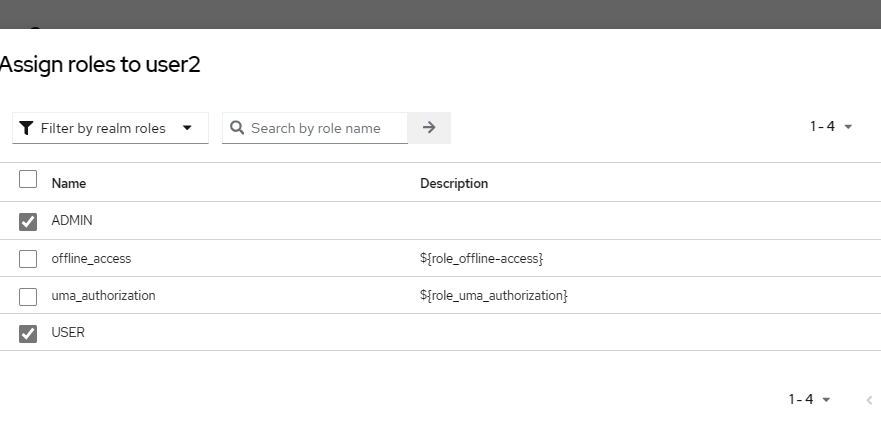 Assign roles to user2
Filter by realm roles Search by role name 1 - 4
Name Description
ADMIN
offline_access ${role_offline-access}
uma_authorization ${role_uma_authorization}
USER
1 - 4